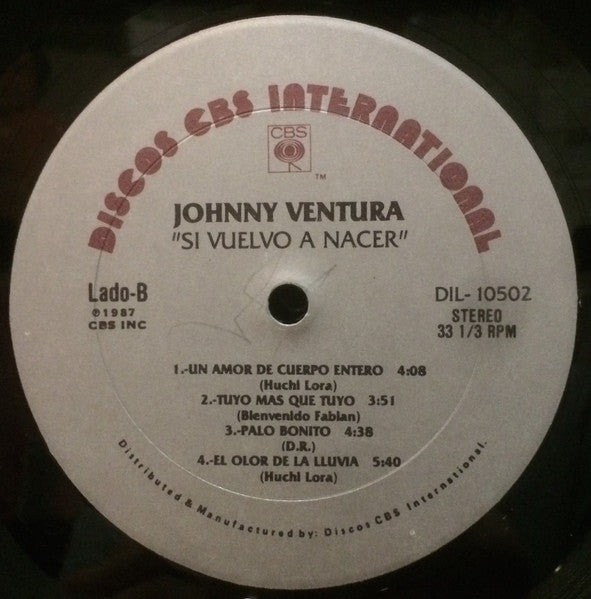 DISCOS CBS INTERNATIONAL
CBS
TM
JOHNNY VENTURA
"SI VUELVO A NACER"
Lado-B
℗1987
CBS INC
DIL- 10502
STEREO
33 1/3 RPM
1.-UN AMOR DE CUERPO ENTERO 4:08
(Huchi Lora)
2.-TUYO MAS QUE TUYO 3:51
(Bienvenido Fabian)
3.-PALO BONITO 4:38
(D.R.)
4.-EL OLOR DE LA LLUVIA 5:40
(Huchi Lora)
Distributed & Manufactured by: Discos CBS International.